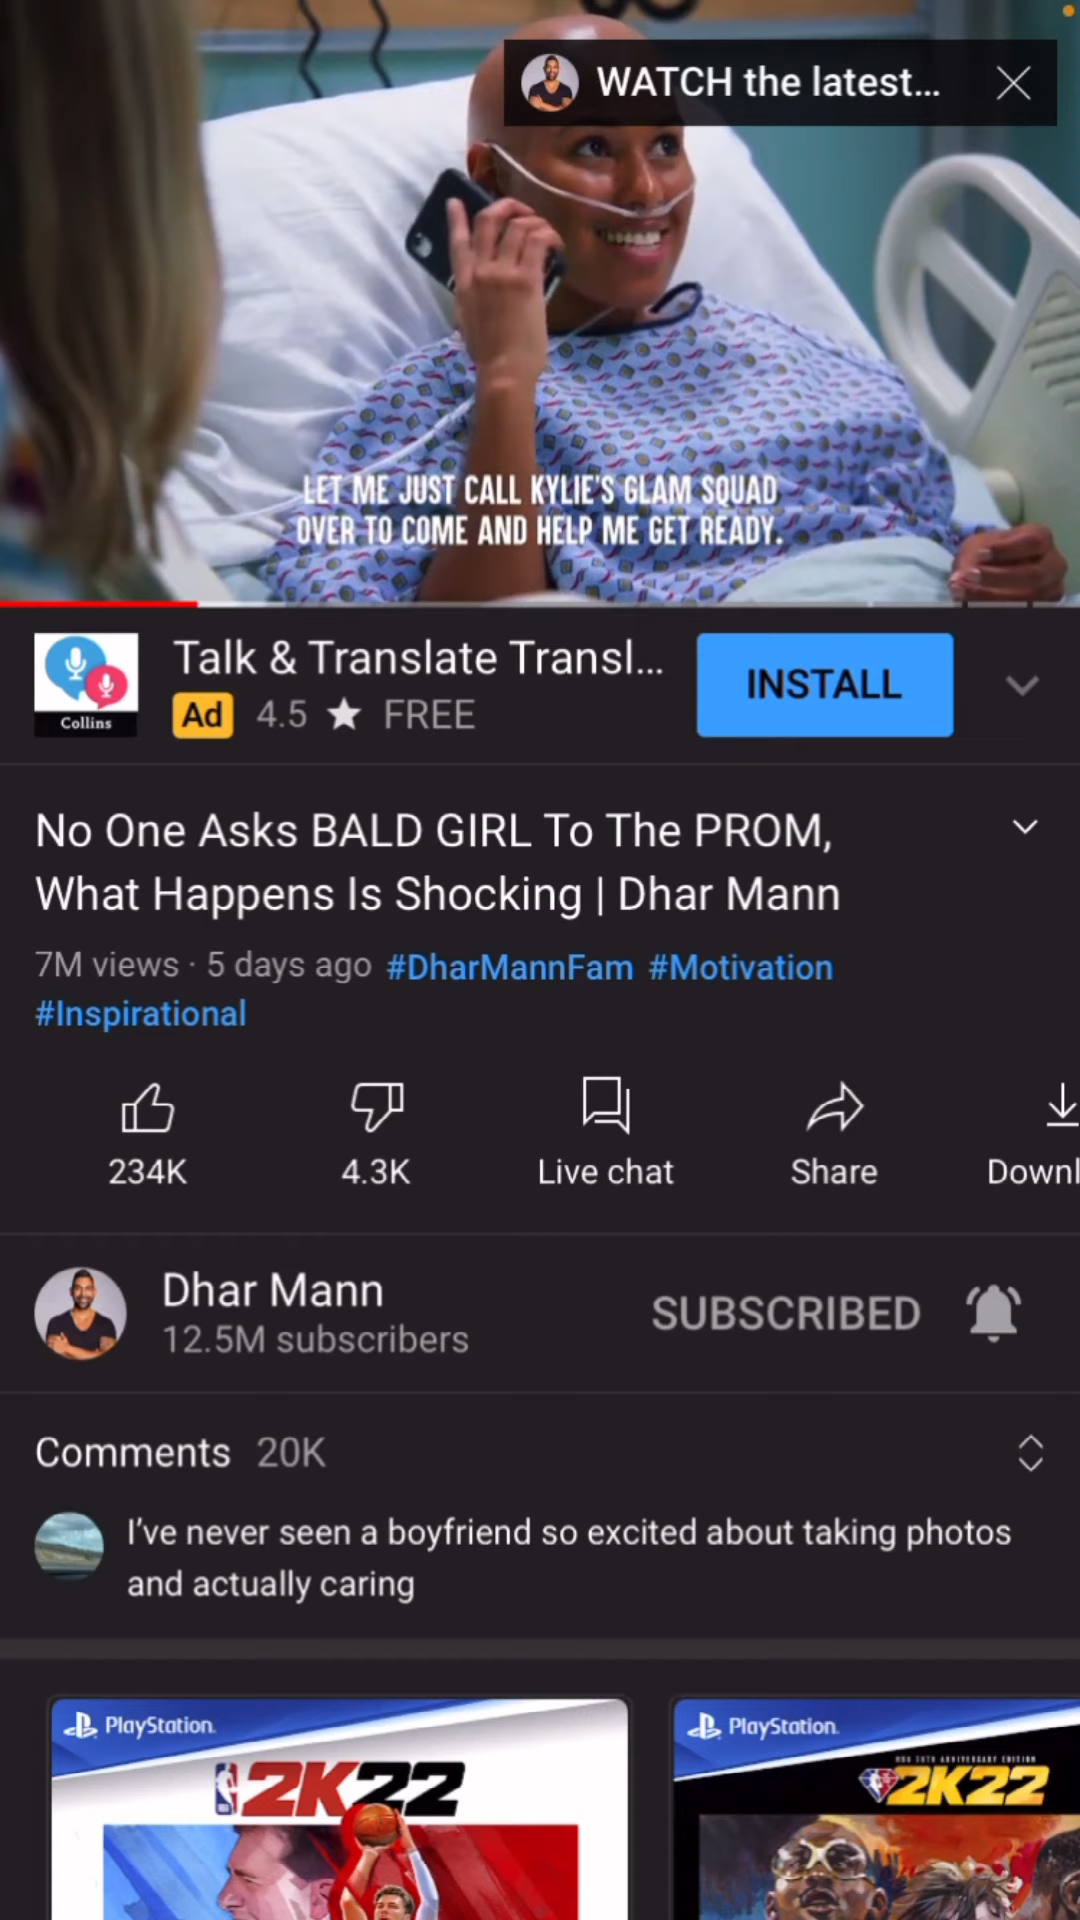 WATCH the latest...
LET ME JUST CALL KYLIE'S GLAM SQUAD
OVER TO COME AND HELP ME GET READY.
Talk & Translate Transl...
INSTALL
Collins
Ad 4.5 ★ FREE
No One Asks BALD GIRL To The PROM,
What Happens Is Shocking | Dhar Mann
7M views · 5 days ago #DharMannFam #Motivation
#Inspirational
234K
4.3K
Live chat
Share
Downl
Dhar Mann
12.5M subscribers
SUBSCRIBED
Comments 20K
I've never seen a boyfriend so excited about taking photos
and actually caring
PlayStation.
2K22
PlayStation.
NBA 75TH ANNIVERSARY EDITION
2K22